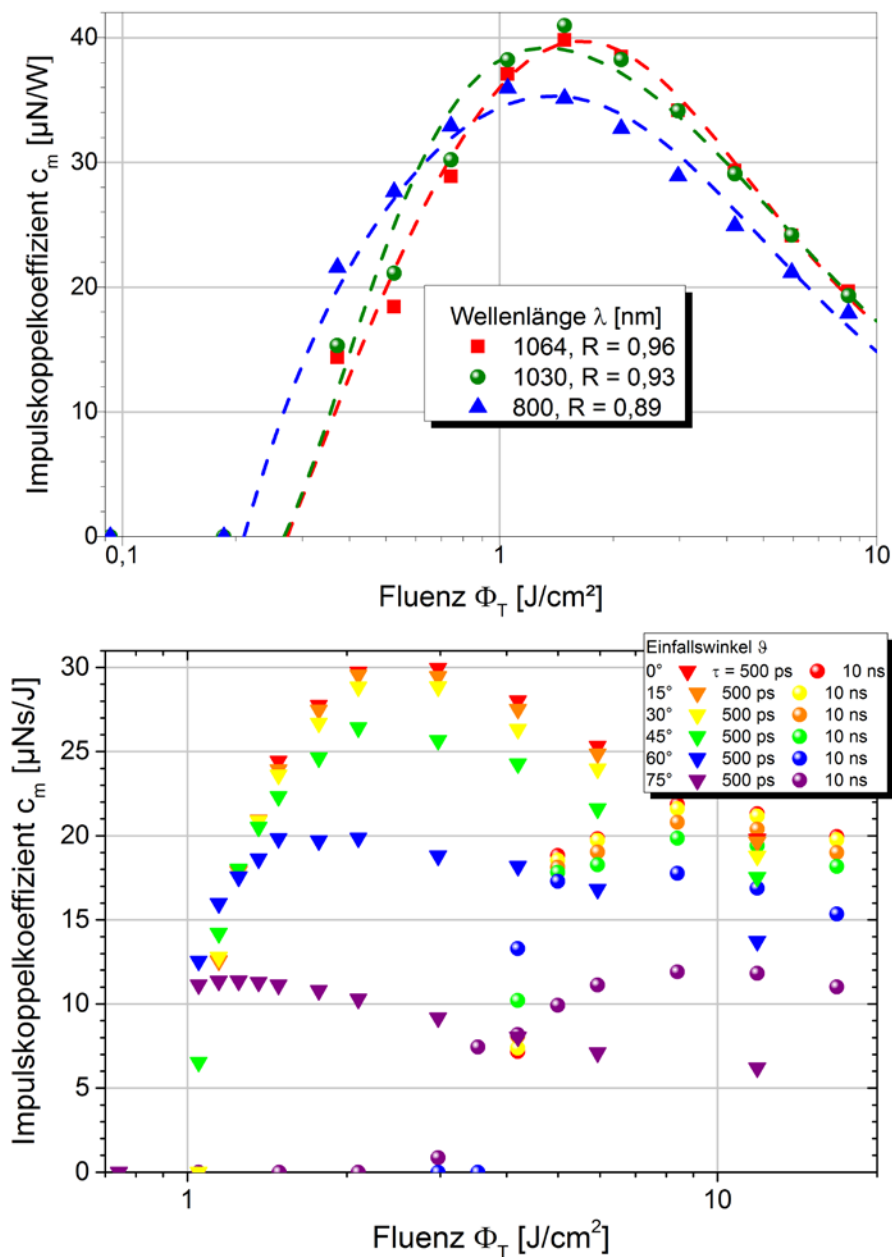 Impulskoppelkoeffizient c_m [µN/W]
40
30
20
10
0
Wellenlänge λ [nm]
1064, R = 0,96
1030, R = 0,93
800, R = 0,89
0,1 1 10
Fluenz Φ_T [J/cm²]
Impulskoppelkoeffizient c_m [µNs/J]
30
25
20
15
10
5
0
Einfallswinkel ϑ
0° τ = 500 ps 10 ns
15° 500 ps 10 ns
30° 500 ps 10 ns
45° 500 ps 10 ns
60° 500 ps 10 ns
75° 500 ps 10 ns
1 10
Fluenz Φ_T [J/cm²]